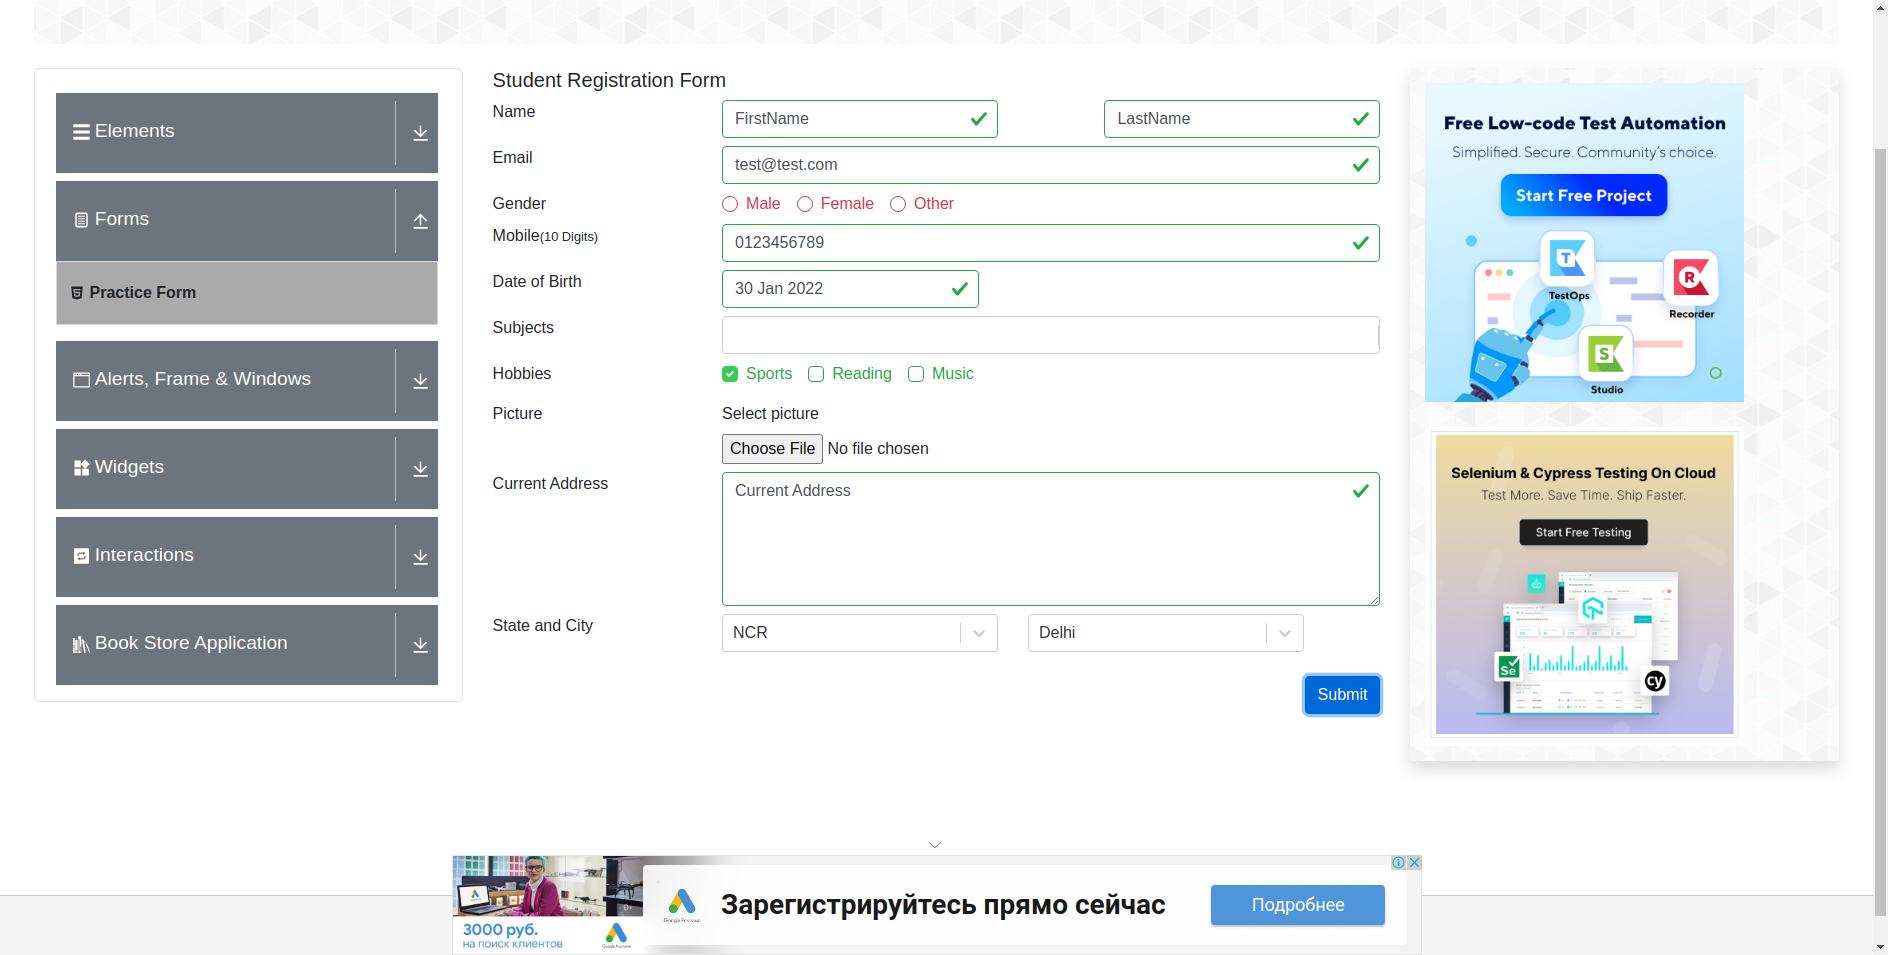 Elements
Forms
Practice Form
Alerts, Frame & Windows
Widgets
Interactions
Book Store Application
Student Registration Form
Name
FirstName
LastName
Email
test@test.com
Gender
Male
Female
Other
Mobile(10 Digits)
0123456789
Date of Birth
30 Jan 2022
Subjects
Hobbies
Sports
Reading
Music
Picture
Select picture
Choose File No file chosen
Current Address
Current Address
State and City
NCR
Delhi
Submit
Free Low-code Test Automation
Simplified. Secure. Community's choice.
Start Free Project
T
TestOps
R
Recorder
S
Studio
Selenium & Cypress Testing On Cloud
Test More. Save Time. Ship Faster.
Start Free Testing
Se
cy
3000 руб.
на поиск клиентов
Зарегистрируйтесь прямо сейчас
Подробнее